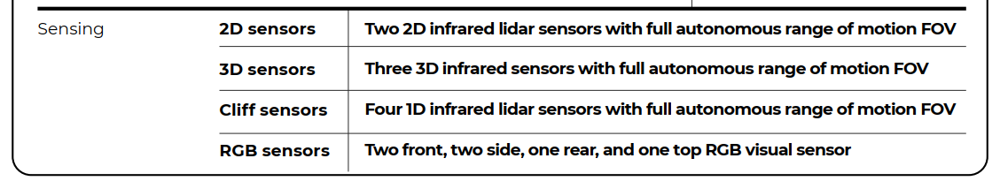 Sensing
2D sensors
Two 2D infrared lidar sensors with full autonomous range of motion FOV
3D sensors
Three 3D infrared sensors with full autonomous range of motion FOV
Cliff sensors
Four 1D infrared lidar sensors with full autonomous range of motion FOV
RGB sensors
Two front, two side, one rear, and one top RGB visual sensor